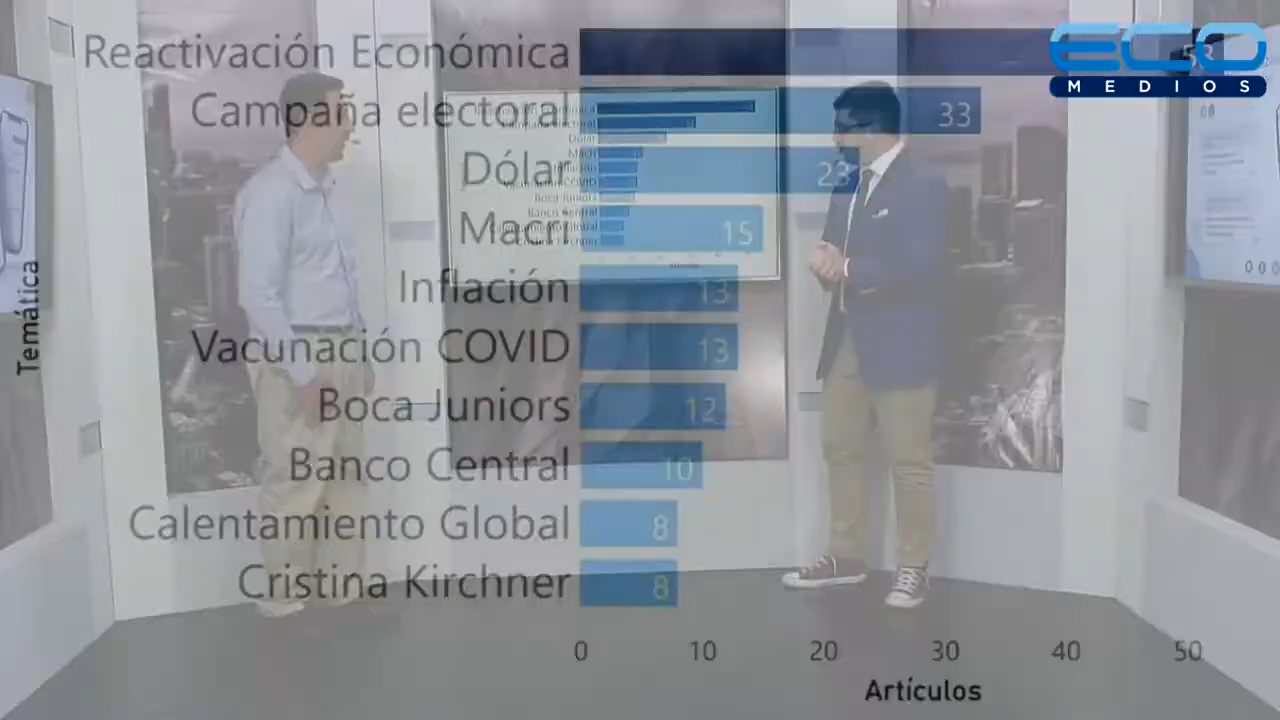 Reactivación Económica 53
ECO
MEDIOS
Campaña electoral 33
Dólar 23
Macri 15
Inflación 13
Vacunación COVID 13
Boca Juniors 12
Banco Central 10
Calentamiento Global 8
Cristina Kirchner 8
Temática
0 10 20 30 40 50
Artículos